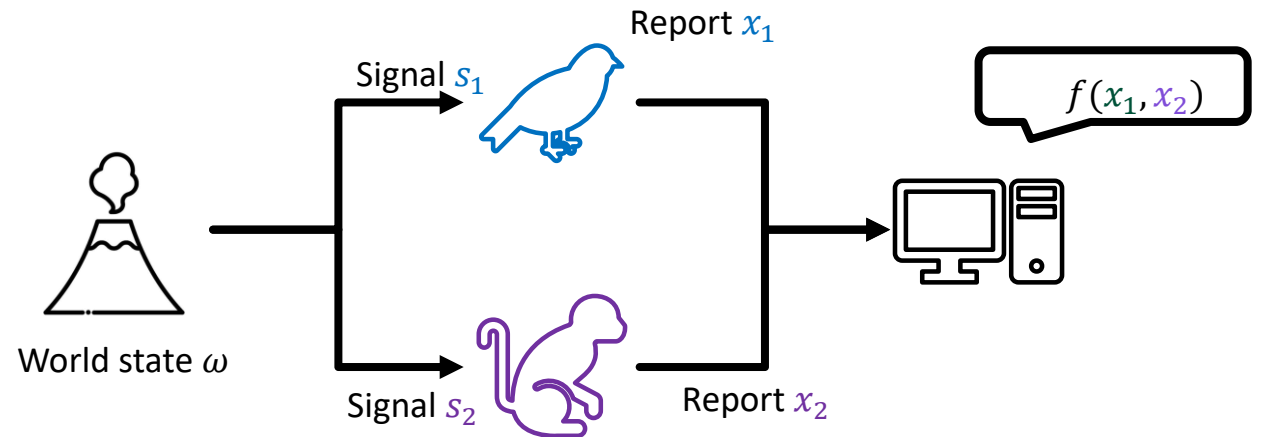 Report x₁
Signal s₁
f(x₁, x₂)
World state ω
Signal s₂
Report x₂